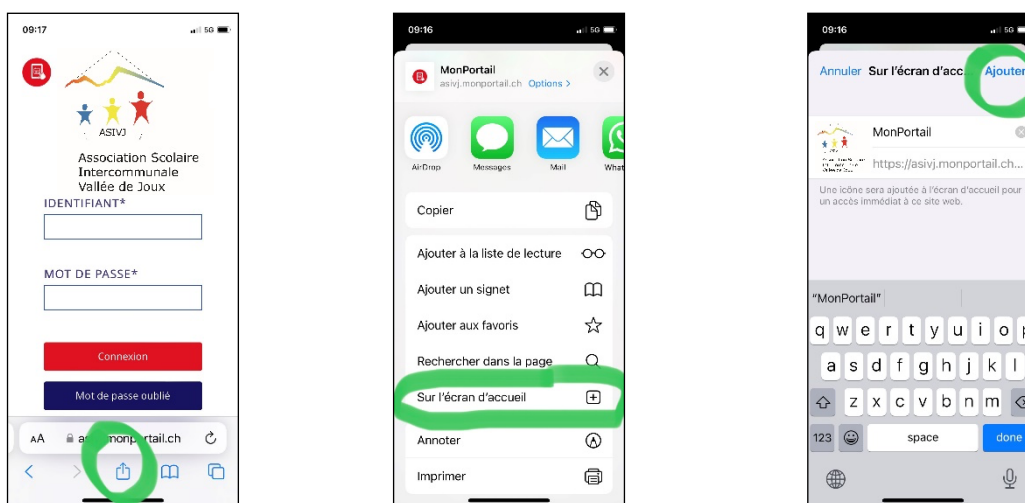 09:17
5G
ASIVJ
Association Scolaire
Intercommunale
Vallée de Joux
IDENTIFIANT*
MOT DE PASSE*
Connexion
Mot de passe oublié
AA
monportail.ch
09:16
5G
MonPortail
asivj.monportail.ch Options >
AirDrop Messages Mail What
Copier
Ajouter à la liste de lecture
Ajouter un signet
Ajouter aux favoris
Rechercher dans la page
Sur l'écran d'accueil
Annoter
Imprimer
09:16
5G
Annuler Sur l'écran d'acc... Ajouter
MonPortail
https://asivj.monportail.ch...
Une icône sera ajoutée à l'écran d'accueil pour
un accès immédiat à ce site web.
"MonPortail"
q w e r t y u i o p
a s d f g h j k l
z x c v b n m
123 space done